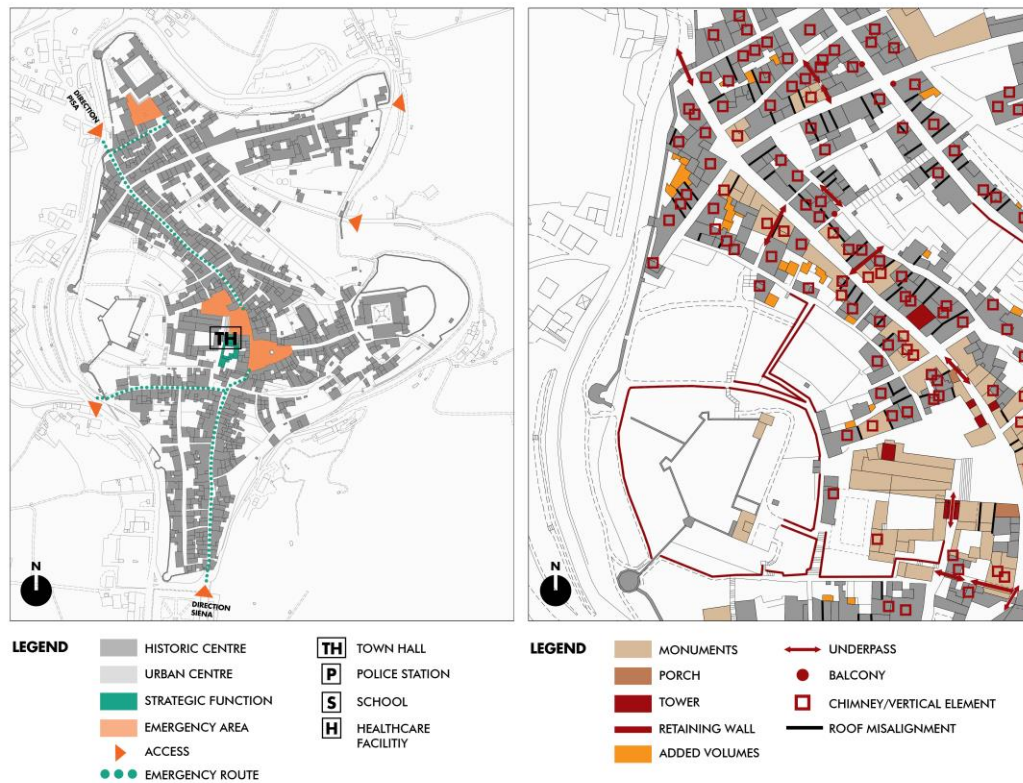 DIRECTION
PISA
TH
N
DIRECTION
SIENA
N
LEGEND
HISTORIC CENTRE
URBAN CENTRE
STRATEGIC FUNCTION
EMERGENCY AREA
ACCESS
EMERGENCY ROUTE
TH TOWN HALL
P POLICE STATION
S SCHOOL
H HEALTHCARE
FACILITIY
LEGEND
MONUMENTS
PORCH
TOWER
RETAINING WALL
ADDED VOLUMES
UNDERPASS
BALCONY
CHIMNEY/VERTICAL ELEMENT
ROOF MISALIGNMENT